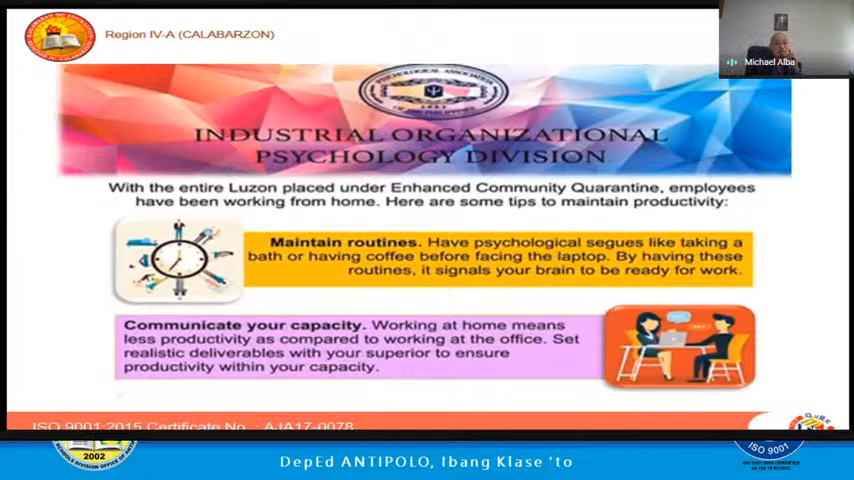 Region IV-A (CALABARZON)
Michael Alba
PSYCHOLOGICAL ASSOCIATION
INDUSTRIAL ORGANIZATIONAL
PSYCHOLOGY DIVISION
With the entire Luzon placed under Enhanced Community Quarantine, employees
have been working from home. Here are some tips to maintain productivity:
Maintain routines. Have psychological segues like taking a
bath or having coffee before facing the laptop. By having these
routines, it signals your brain to be ready for work.
Communicate your capacity. Working at home means
less productivity as compared to working at the office. Set
realistic deliverables with your superior to ensure
productivity within your capacity.
ISO 9001:2015 Certificate No. : AJA17-0078
2002
DepEd ANTIPOLO, Ibang Klase 'to
ISO 9001